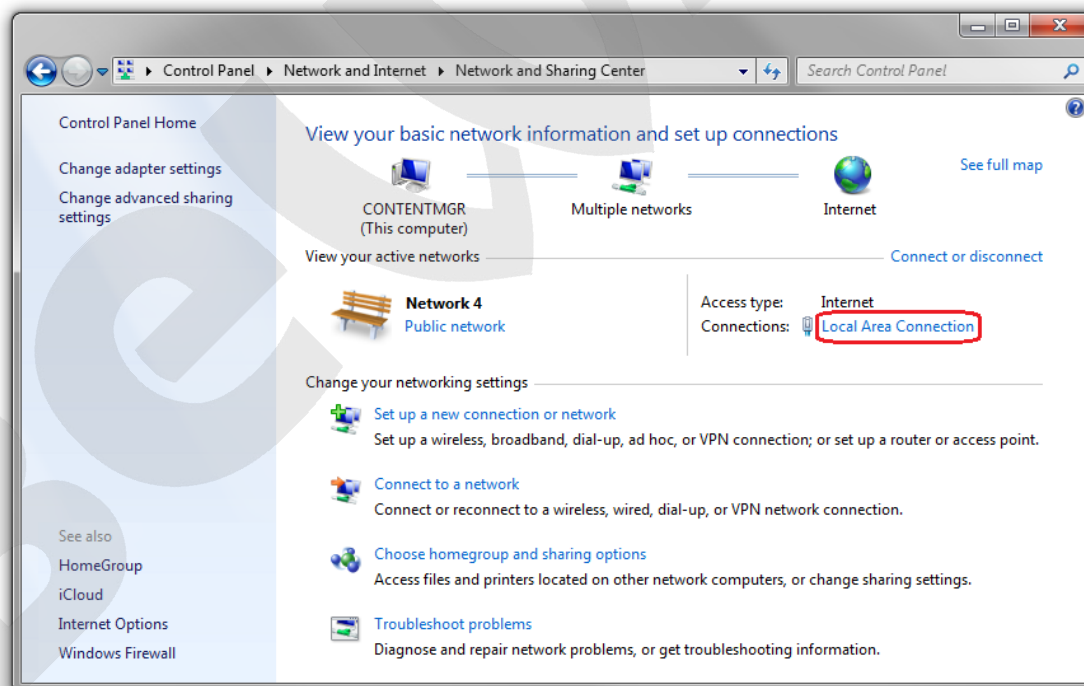 Control Panel Network and Internet Network and Sharing Center Search Control Panel
Control Panel Home
Change adapter settings
Change advanced sharing
settings
View your basic network information and set up connections
See full map
CONTENTMGR Multiple networks Internet
(This computer)
View your active networks Connect or disconnect
Network 4
Public network
Access type: Internet
Connections: Local Area Connection
Change your networking settings
Set up a new connection or network
Set up a wireless, broadband, dial-up, ad hoc, or VPN connection; or set up a router or access point.
Connect to a network
Connect or reconnect to a wireless, wired, dial-up, or VPN network connection.
Choose homegroup and sharing options
Access files and printers located on other network computers, or change sharing settings.
Troubleshoot problems
Diagnose and repair network problems, or get troubleshooting information.
See also
HomeGroup
iCloud
Internet Options
Windows Firewall